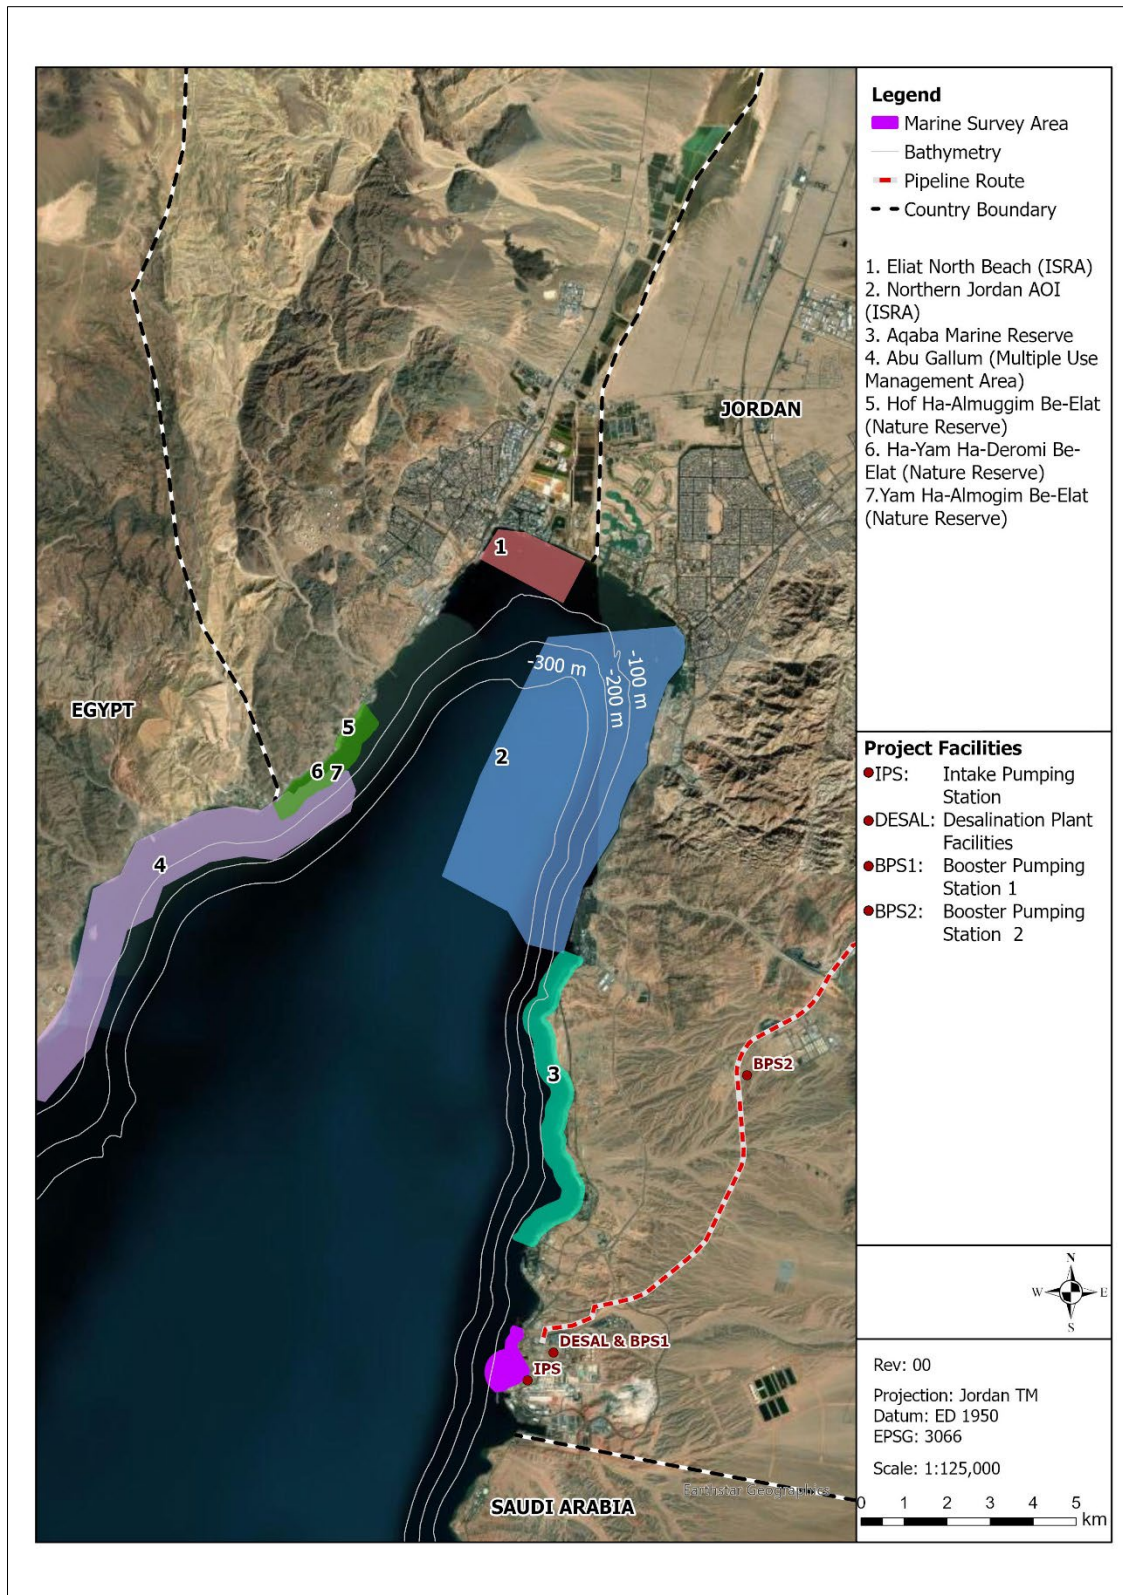 Legend
Marine Survey Area
Bathymetry
Pipeline Route
Country Boundary
1. Eliat North Beach (ISRA)
2. Northern Jordan AOI
(ISRA)
3. Aqaba Marine Reserve
4. Abu Gallum (Multiple Use
Management Area)
5. Hof Ha-Almuggim Be-Elat
(Nature Reserve)
6. Ha-Yam Ha-Deromi Be-
Elat (Nature Reserve)
7.Yam Ha-Almogim Be-Elat
(Nature Reserve)
JORDAN
1
-300 m
-100 m
-200 m
EGYPT
5
2
6
7
4
3
BPS2
DESAL & BPS1
IPS
SAUDI ARABIA
Earthstar Geographics
Project Facilities
IPS: Intake Pumping
Station
DESAL: Desalination Plant
Facilities
BPS1: Booster Pumping
Station 1
BPS2: Booster Pumping
Station 2
N
W E
S
Rev: 00
Projection: Jordan TM
Datum: ED 1950
EPSG: 3066
Scale: 1:125,000
0 1 2 3 4 5
km